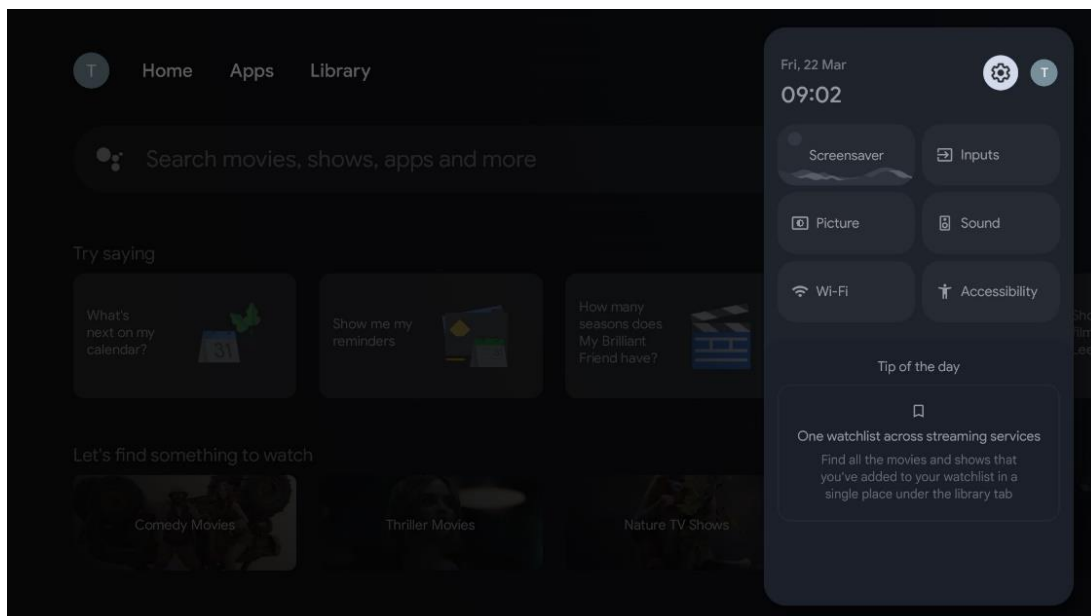 T
Home
Apps
Library
Search movies, shows, apps and more
Try saying
What's
next on my
calendar?
31
Show me my
reminders
How many
seasons does
My Brilliant
Friend have?
Let's find something to watch
Comedy Movies
Thriller Movies
Nature TV Shows
Fri, 22 Mar
T
09:02
Screensaver
Inputs
Picture
Sound
Wi-Fi
Accessibility
Tip of the day
One watchlist across streaming services
Find all the movies and shows that
you've added to your watchlist in a
single place under the library tab